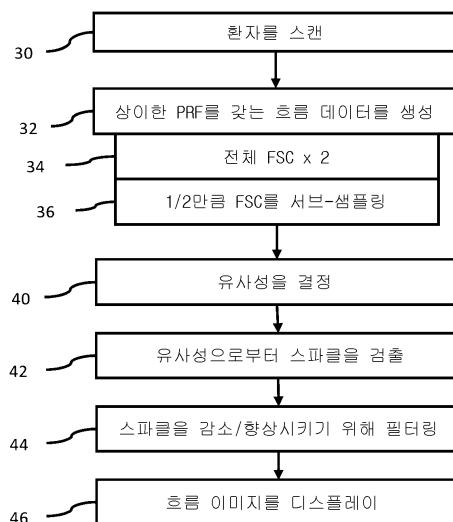 30 환자를 스캔
32 상이한 PRF를 갖는 흐름 데이터를 생성
34 전체 FSC x 2
36 1/2만큼 FSC를 서브-샘플링
40 유사성을 결정
42 유사성으로부터 스파클을 검출
44 스파클을 감소/향상시키기 위해 필터링
46 흐름 이미지를 디스플레이